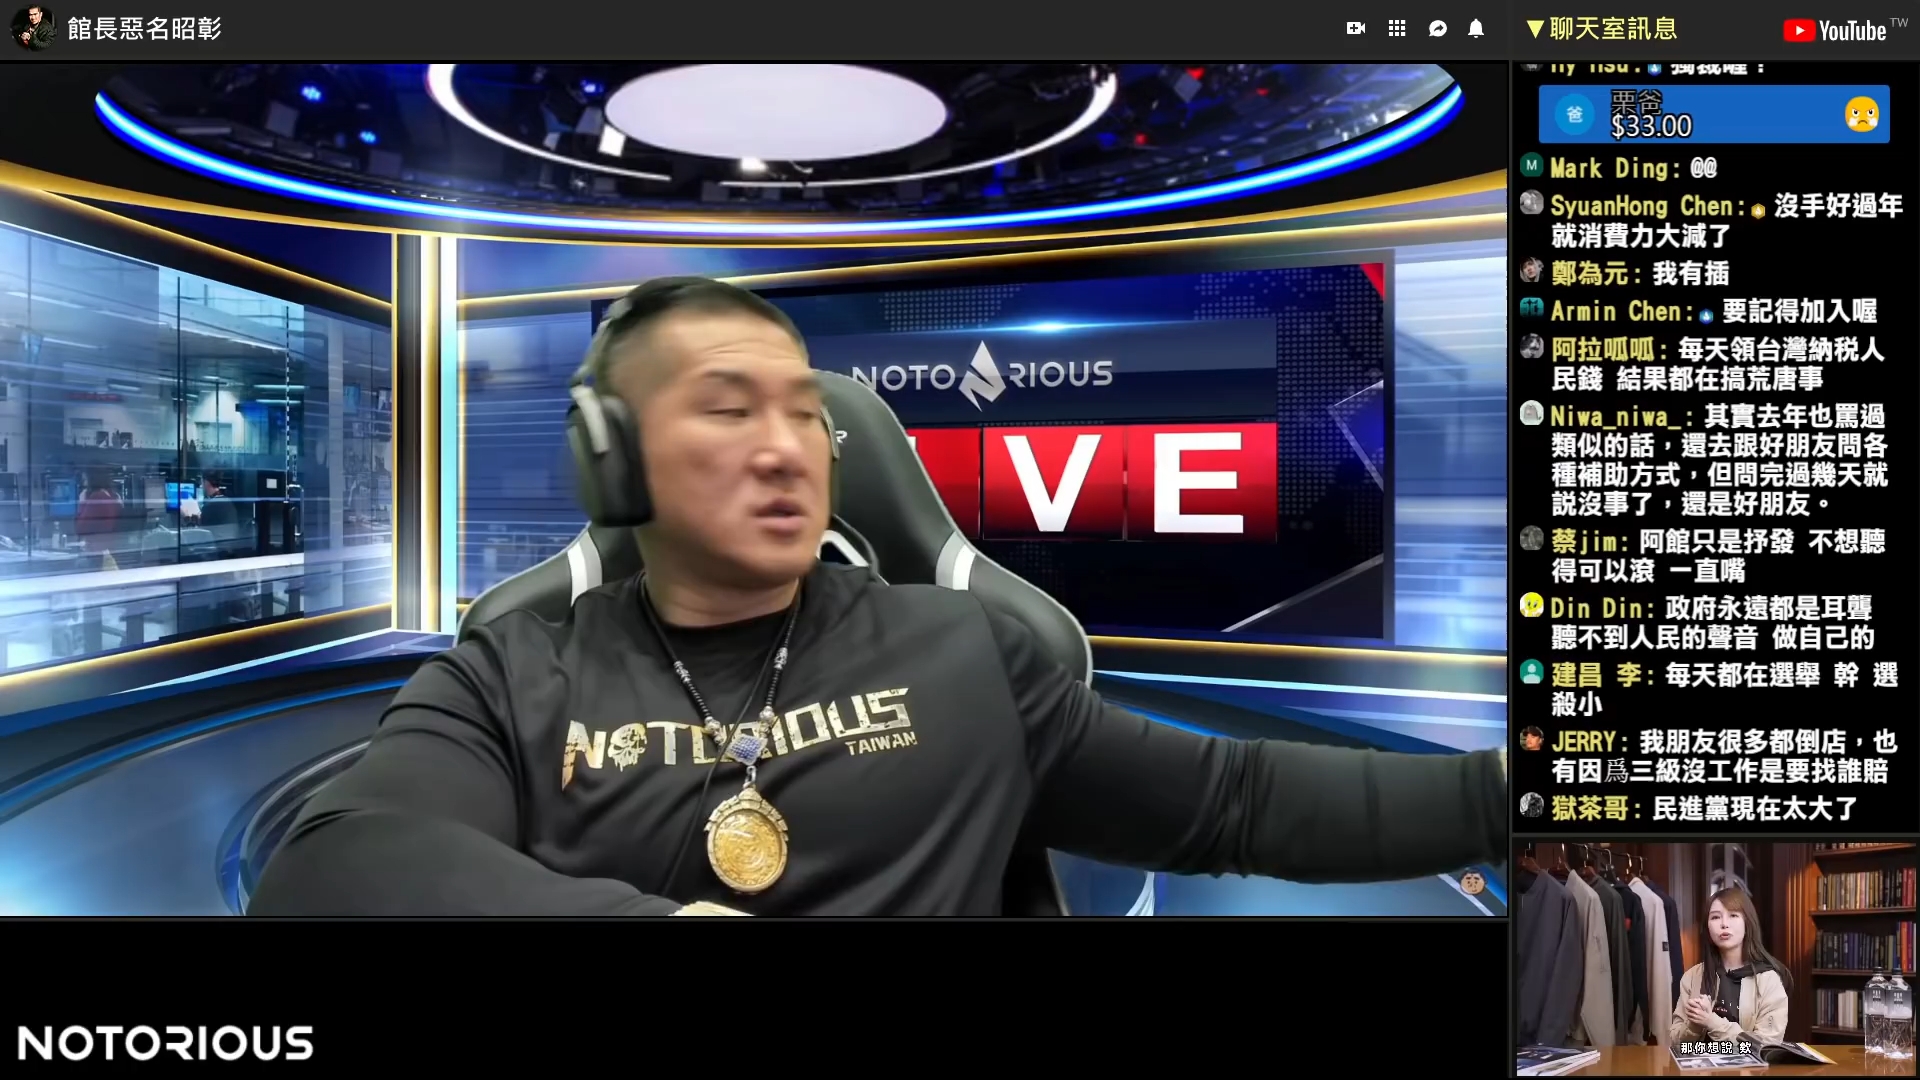 館長惡名昭彰
▼聊天室訊息
YouTube TW
爸
栗爸
$33.00
M
Mark Ding: @@
SyuanHong Chen: 沒手好過年
就消費力大減了
鄭為元: 我有插
Armin Chen: 要記得加入喔
阿拉呱呱: 每天領台灣納稅人
民錢 結果都在搞荒唐事
Niwa_niwa_: 其實去年也罵過
類似的話，還去跟好朋友問各
種補助方式，但問完過幾天就
說沒事了，還是好朋友。
蔡jim: 阿館只是抒發 不想聽
得可以滾 一直嘴
Din Din: 政府永遠都是耳聾
聽不到人民的聲音 做自己的
建昌 李: 每天都在選舉 幹 選
殺小
JERRY: 我朋友很多都倒店，也
有因爲三級沒工作是要找誰賠
獄茶哥: 民進黨現在太大了
NOTORIOUS
VE
NOTORIOUS
TAIWAN
那你想說 欸
NOTORIOUS